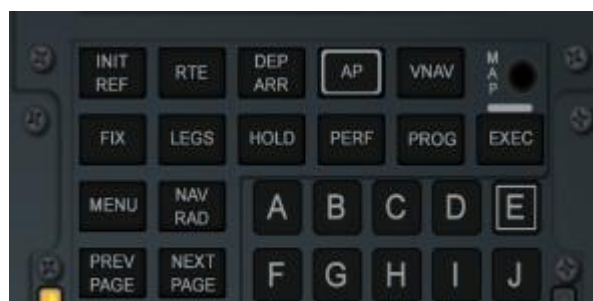 INIT
REF
RTE
DEP
ARR
AP
VNAV
MAP
FIX
LEGS
HOLD
PERF
PROG
EXEC
MENU
NAV
RAD
A B C D E
PREV
PAGE
NEXT
PAGE
F G H I J